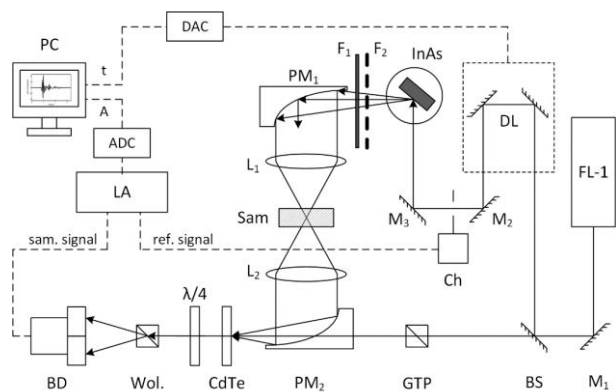 DAC
PC
t
A
ADC
LA
sam. signal
ref. signal
F₁ F₂
InAs
PM₁
DL
FL-1
L₁
Sam
M₃
M₂
Ch
L₂
λ/4
BD
Wol.
CdTe
PM₂
GTP
BS
M₁